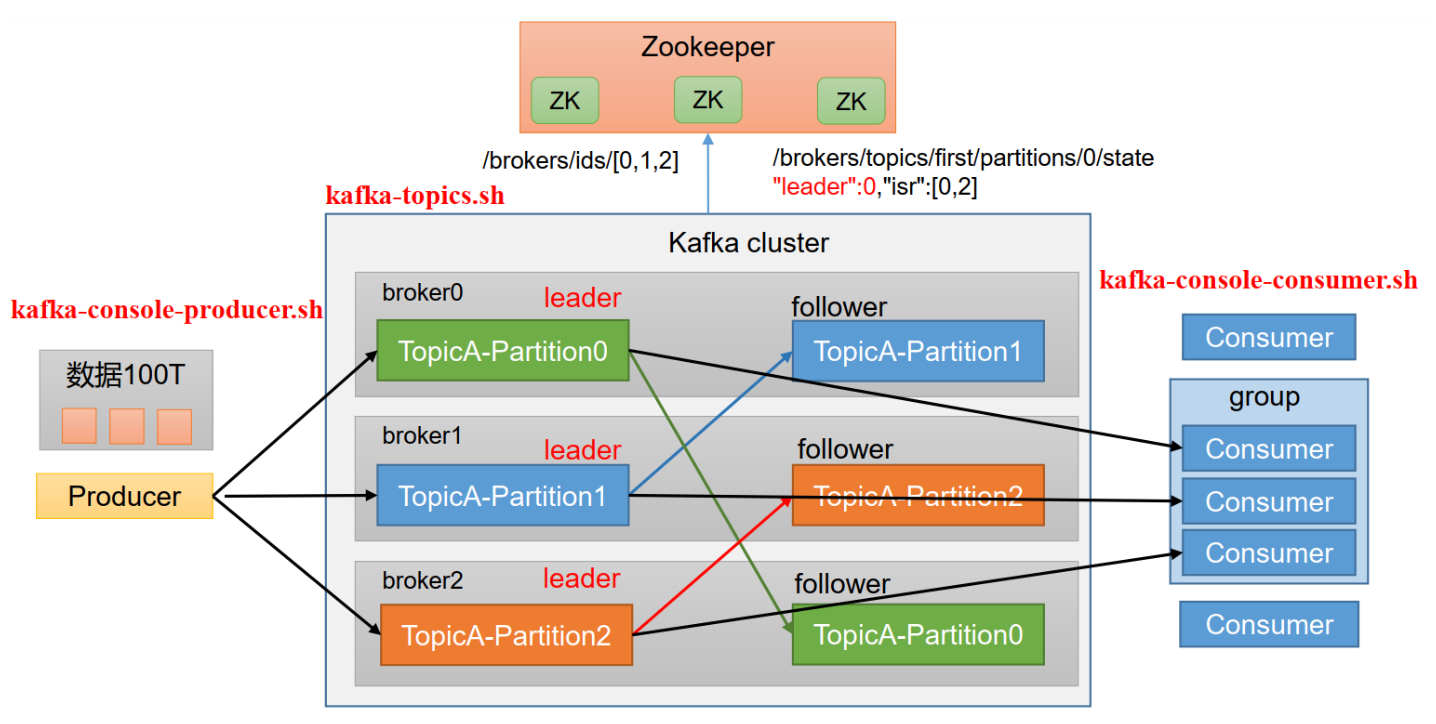 Zookeeper
ZK
ZK
ZK
/brokers/ids/[0,1,2]
/brokers/topics/first/partitions/0/state
"leader":0,"isr":[0,2]
kafka-topics.sh
Kafka cluster
kafka-console-producer.sh
数据100T
Producer
broker0
leader
TopicA-Partition0
follower
TopicA-Partition1
broker1
leader
TopicA-Partition1
follower
TopicA-Partition2
broker2
leader
TopicA-Partition2
follower
TopicA-Partition0
kafka-console-consumer.sh
Consumer
group
Consumer
Consumer
Consumer
Consumer